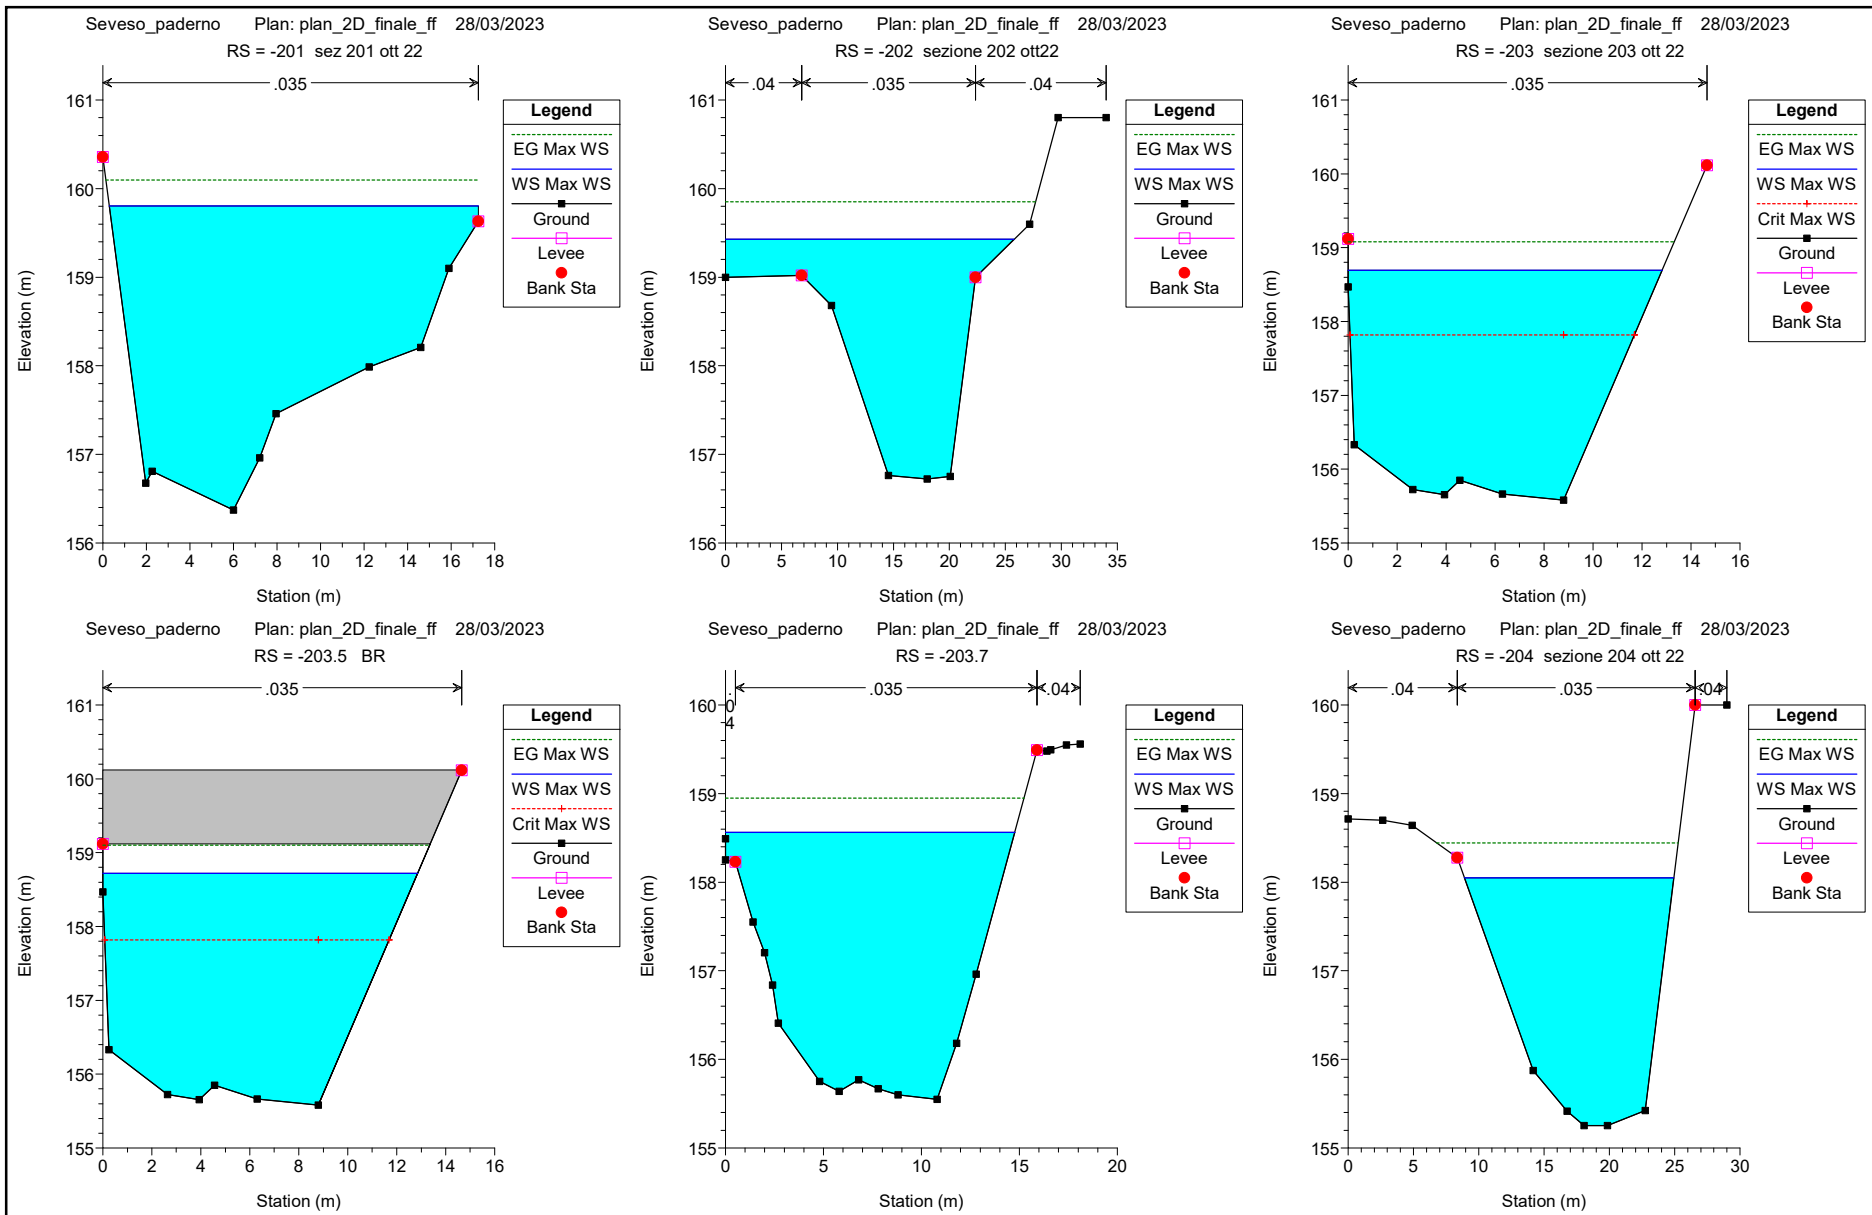 Seveso_paderno Plan: plan_2D_finale_ff 28/03/2023
RS = -201 sez 201 ott 22
.035
161
160
159
158
157
156
0 2 4 6 8 10 12 14 16 18
Station (m)
Elevation (m)
Legend
EG Max WS
WS Max WS
Ground
Levee
Bank Sta
Seveso_paderno Plan: plan_2D_finale_ff 28/03/2023
RS = -202 sezione 202 ott22
.04 .035 .04
161
160
159
158
157
156
0 5 10 15 20 25 30 35
Station (m)
Elevation (m)
Legend
EG Max WS
WS Max WS
Ground
Levee
Bank Sta
Seveso_paderno Plan: plan_2D_finale_ff 28/03/2023
RS = -203 sezione 203 ott 22
.035
161
160
159
158
157
156
155
0 2 4 6 8 10 12 14 16
Station (m)
Elevation (m)
Legend
EG Max WS
WS Max WS
Crit Max WS
Ground
Levee
Bank Sta
Seveso_paderno Plan: plan_2D_finale_ff 28/03/2023
RS = -203.5 BR
.035
161
160
159
158
157
156
155
0 2 4 6 8 10 12 14 16
Station (m)
Elevation (m)
Legend
EG Max WS
WS Max WS
Crit Max WS
Ground
Levee
Bank Sta
Seveso_paderno Plan: plan_2D_finale_ff 28/03/2023
RS = -203.7
.04 .035 .04
160
159
158
157
156
155
0 5 10 15 20
Station (m)
Elevation (m)
Legend
EG Max WS
WS Max WS
Ground
Levee
Bank Sta
Seveso_paderno Plan: plan_2D_finale_ff 28/03/2023
RS = -204 sezione 204 ott 22
.04 .035 .04
160
159
158
157
156
155
0 5 10 15 20 25 30
Station (m)
Elevation (m)
Legend
EG Max WS
WS Max WS
Ground
Levee
Bank Sta